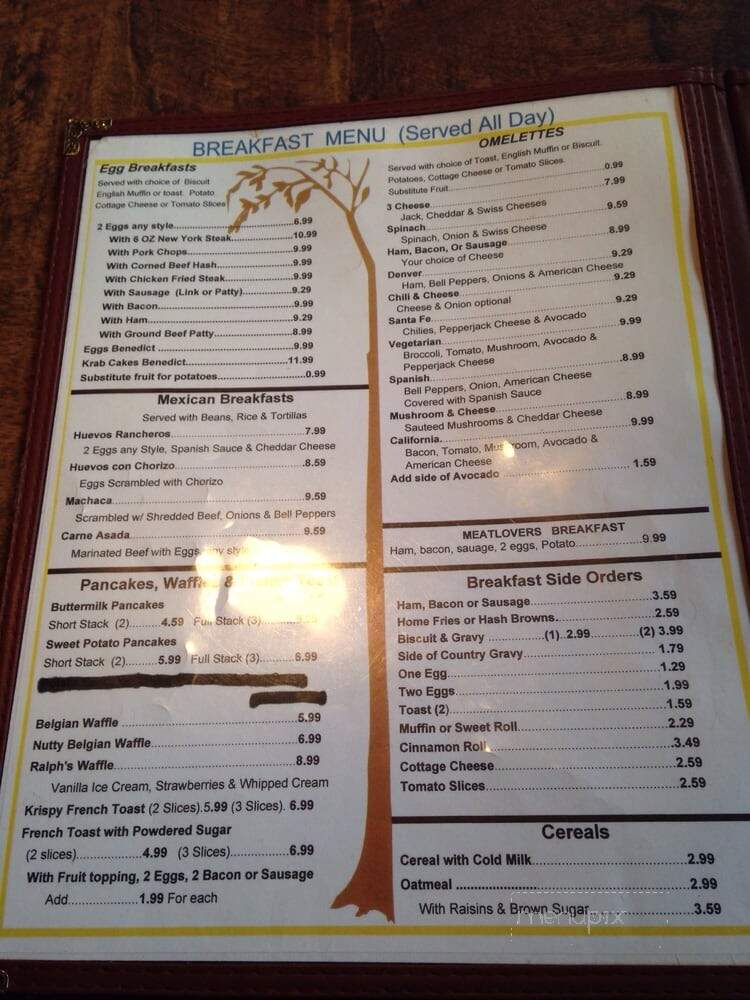 BREAKFAST MENU (Served All Day)
Egg Breakfasts
Served with choice of Biscuit
English Muffin or toast. Potato
Cottage Cheese or Tomato Slices
2 Eggs any style..........6.99
With 6 OZ New York Steak..........10.99
With Pork Chops..........9.99
With Corned Beef Hash..........9.99
With Chicken Fried Steak..........9.99
With Sausage (Link or Patty)..........9.29
With Bacon..........9.99
With Ham..........9.29
With Ground Beef Patty..........8.99
Eggs Benedict..........9.99
Krab Cakes Benedict..........11.99
Substitute fruit for potatoes..........0.99
Mexican Breakfasts
Served with Beans, Rice & Tortillas
Huevos Rancheros..........7.99
2 Eggs any Style, Spanish Sauce & Cheddar Cheese
Huevos con Chorizo..........8.59
Eggs Scrambled with Chorizo
Machaca..........9.59
Scrambled w/ Shredded Beef, Onions & Bell Peppers
Carne Asada..........9.59
Marinated Beef with Eggs any style
Pancakes, Waffles &
Buttermilk Pancakes
Short Stack (2)..........4.59 Full Stack (3)..........
Sweet Potato Pancakes
Short Stack (2)..........5.99 Full Stack (3)..........6.99
Belgian Waffle..........5.99
Nutty Belgian Waffle..........6.99
Ralph's Waffle..........8.99
Vanilla Ice Cream, Strawberries & Whipped Cream
Krispy French Toast (2 Slices).5.99 (3 Slices). 6.99
French Toast with Powdered Sugar
(2 slices)..........4.99 (3 Slices)..........6.99
With Fruit topping, 2 Eggs, 2 Bacon or Sausage
Add..........1.99 For each
OMELETTES
Served with choice of Toast, English Muffin or Biscuit.
Potatoes, Cottage Cheese or Tomato Slices.
Substitute Fruit..........0.99
3 Cheese..........7.99
Jack, Cheddar & Swiss Cheeses
Spinach..........9.59
Spinach, Onion & Swiss Cheese
Ham, Bacon, Or Sausage..........8.99
Your choice of Cheese
Denver..........9.29
Ham, Bell Peppers, Onions & American Cheese
Chili & Cheese..........9.29
Cheese & Onion optional
Santa Fe..........9.29
Chilies, Pepperjack Cheese & Avocado
Vegetarian..........9.99
Broccoli, Tomato, Mushroom, Avocado &
Pepperjack Cheese
Spanish..........8.99
Bell Peppers, Onion, American Cheese
Covered with Spanish Sauce
Mushroom & Cheese..........8.99
Sauteed Mushrooms & Cheddar Cheese
California..........9.99
Bacon, Tomato, Mushroom, Avocado &
American Cheese
Add side of Avocado..........1.59
MEATLOVERS BREAKFAST
Ham, bacon, sausage, 2 eggs, Potato..........9.99
Breakfast Side Orders
Ham, Bacon or Sausage..........3.59
Home Fries or Hash Browns..........2.59
Biscuit & Gravy..........(1)..2.99..........(2) 3.99
Side of Country Gravy..........1.79
One Egg..........1.29
Two Eggs..........1.99
Toast (2)..........1.59
Muffin or Sweet Roll..........2.29
Cinnamon Roll..........3.49
Cottage Cheese..........2.59
Tomato Slices..........2.59
Cereals
Cereal with Cold Milk..........2.99
Oatmeal..........2.99
With Raisins & Brown Sugar..........3.59
menupix